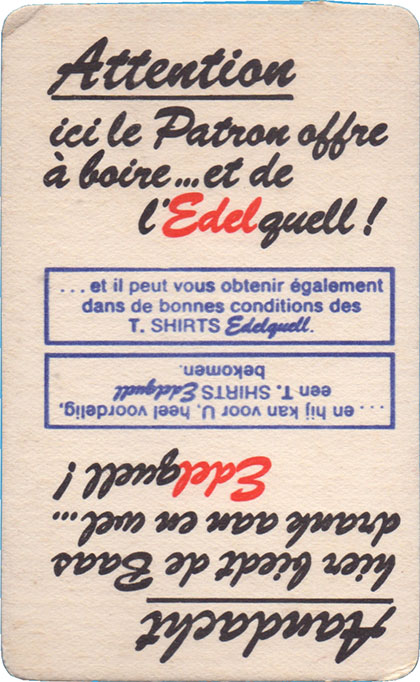 Attention
ici le Patron offre
à boire...et de
l'Edelquell !
...et il peut vous obtenir également
dans de bonnes conditions des
T. SHIRTS Edelquell.
Aandacht
hier biedt de Baas
drank aan en wel...
Edelquell !
...en hij kan voor U, heel voordelig,
een T. SHIRTS Edelquell
bekomen.